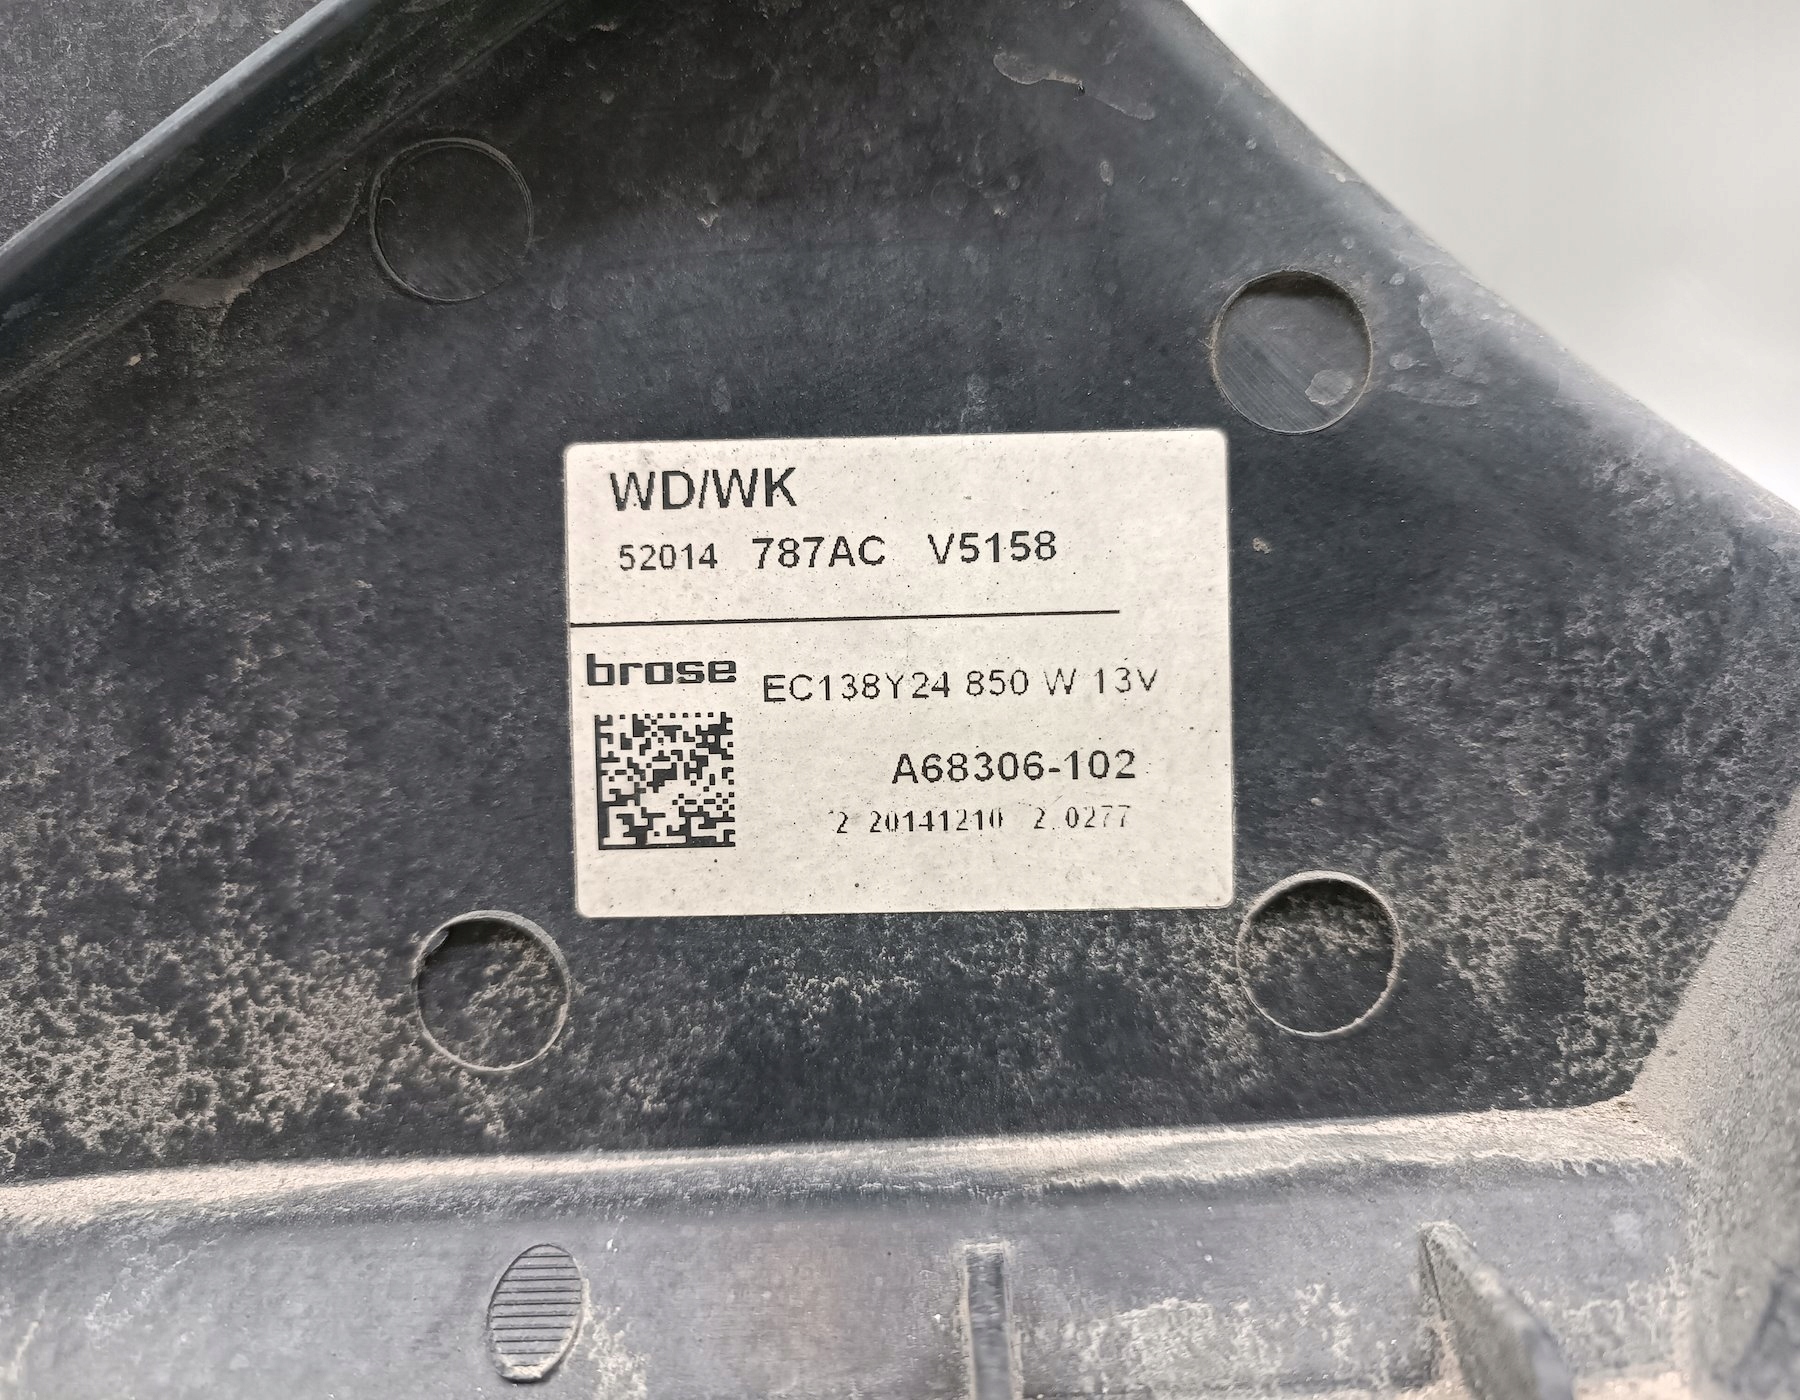 WD/WK
52014 787AC V5158
brose EC138Y24 850 W 13V
A68306-102
2 20141210 2.0277